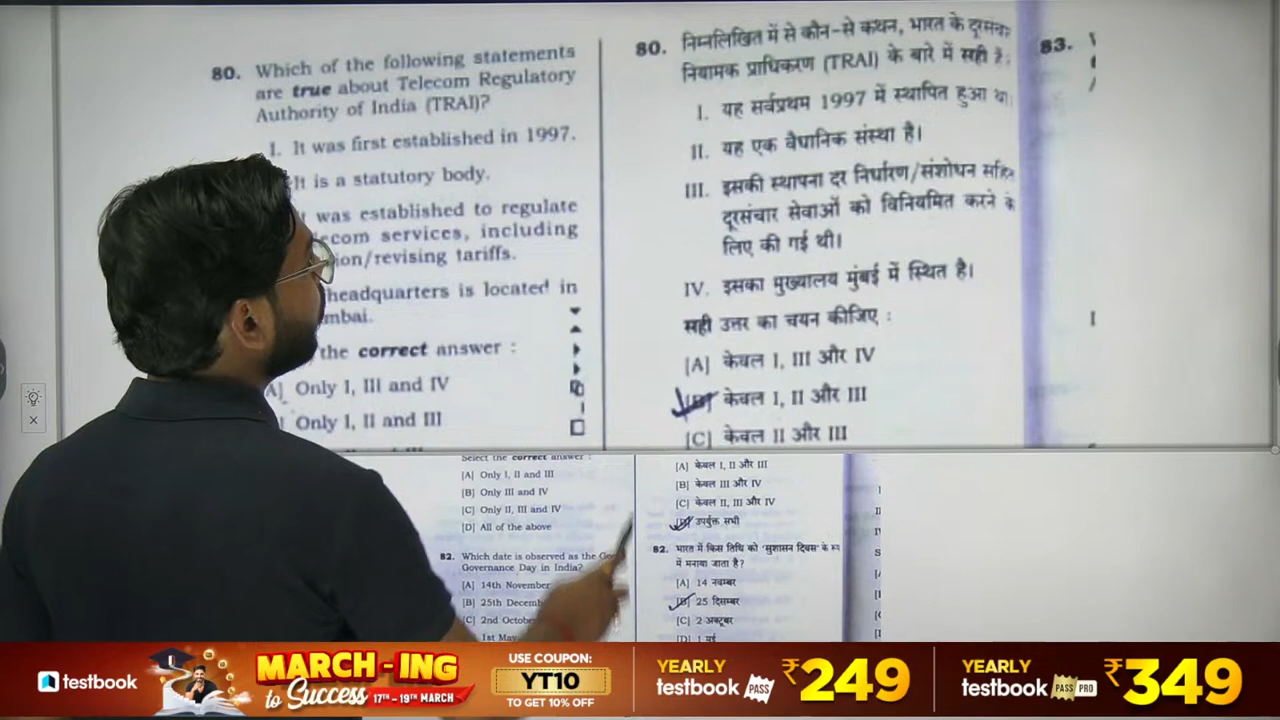 80. Which of the following statements
are true about Telecom Regulatory
Authority of India (TRAI)?
I. It was first established in 1997.
It is a statutory body.
was established to regulate
services, including
tariffs.
headquarters is located in
the correct answer :
Only I, III and IV
Only I, II and III
80. निम्नलिखित में से कौन-से कथन, भारत के दूरसंचार
नियामक प्राधिकरण (TRAI) के बारे में सही है
I. यह सर्वप्रथम 1997 में स्थापित हुआ था
II. यह एक वैधानिक संस्था है।
III. इसकी स्थापना दर निर्धारण/संशोधन सहित
दूरसंचार सेवाओं को विनियमित करने के
लिए की गई थी।
IV. इसका मुख्यालय मुंबई में स्थित है।
सही उत्तर का चयन कीजिए :
[A] केवल I, III और IV
[B] केवल I, II और III
[C] केवल II और III
83.
Select the correct answer :
[A] Only I, II and III
[B] Only III and IV
[C] Only II, III and IV
[D] All of the above
82. Which date is observed as the
Governance Day in India?
[A] 14th November
[B] 25th
[C] 2nd October
1st May
[A] केवल I, II और III
[B] केवल III और IV
[C] केवल II, III और IV
[D] उपर्युक्त सभी
82. भारत में किस तिथि को 'सुशासन दिवस' के रूप
में मनाया जाता है?
[A] 14 नवम्बर
[B] 25 दिसम्बर
[C] 2 अक्टूबर
[D] 1 मई
testbook
MARCH-ING
to Success 17TH - 19TH MARCH
USE COUPON:
YT10
TO GET 10% OFF
YEARLY
testbook PASS
₹249
YEARLY
testbook PASS PRO
₹349